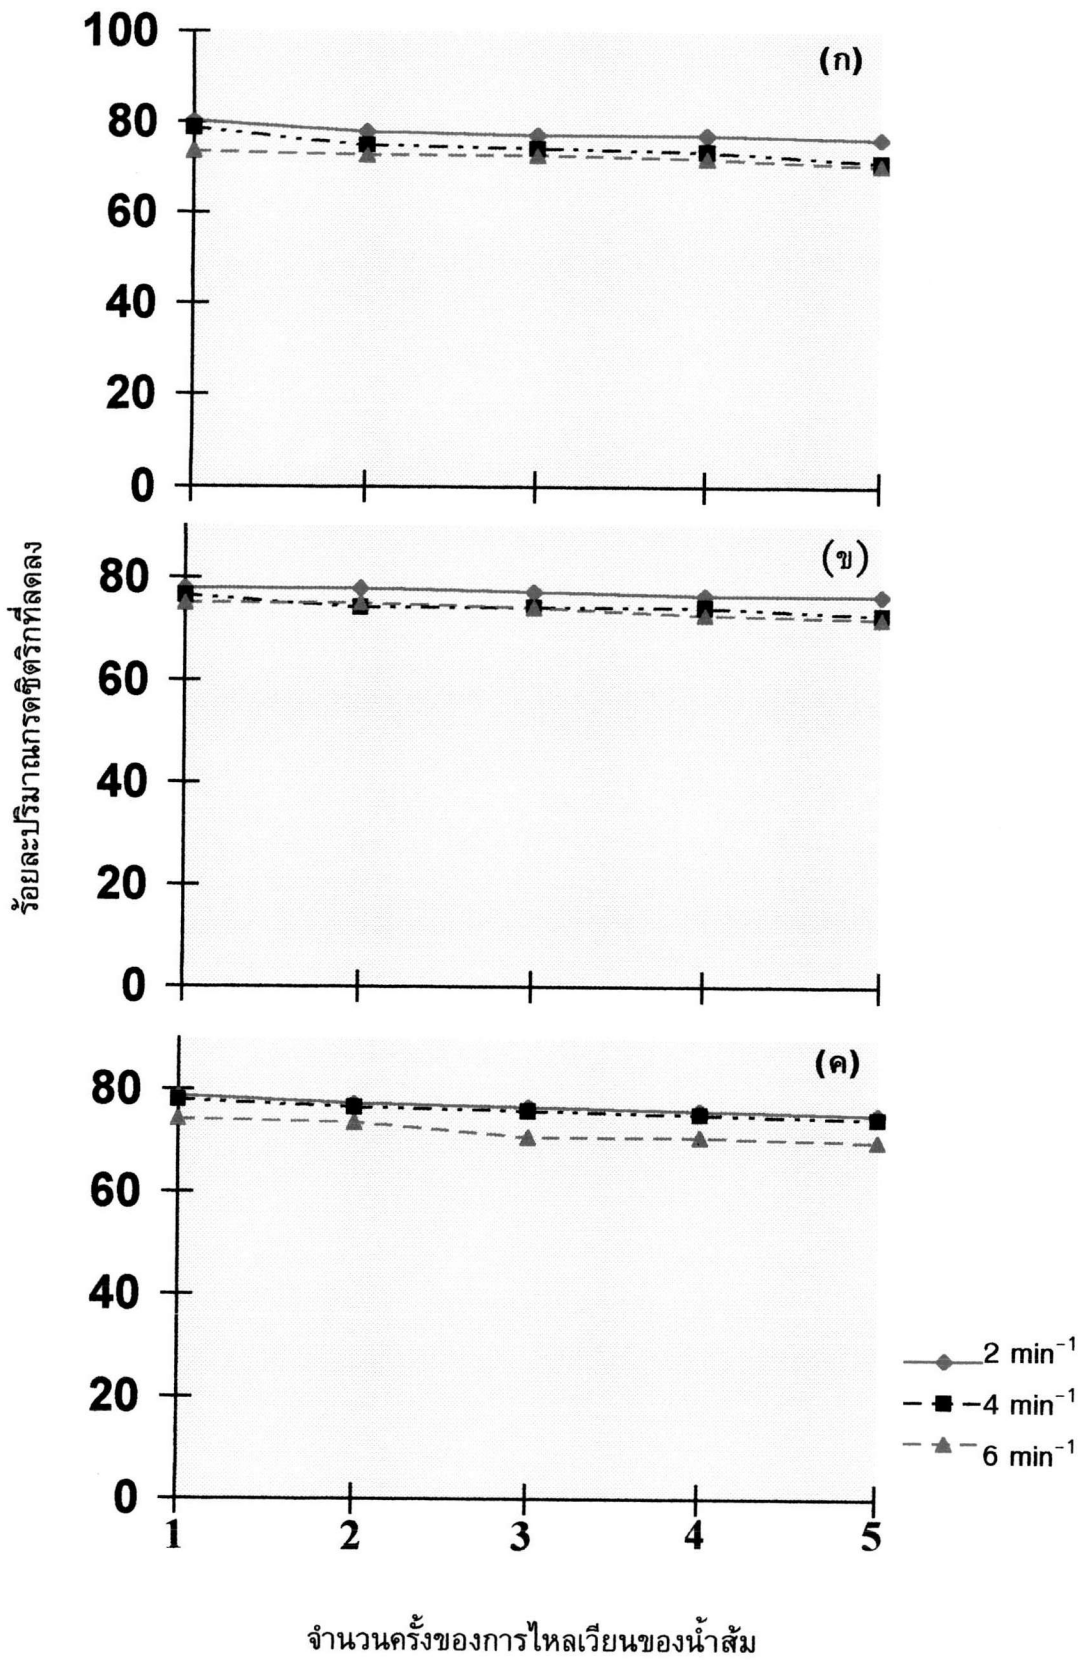 100
(ก)
80
60
40
20
0
(ข)
80
60
40
20
0
ร้อยละปริมาณกรดซิตริกที่ลดลง
(ค)
80
60
40
20
0
1 2 3 4 5
2 min⁻¹
4 min⁻¹
6 min⁻¹
จำนวนครั้งของการไหลเวียนของน้ำส้ม